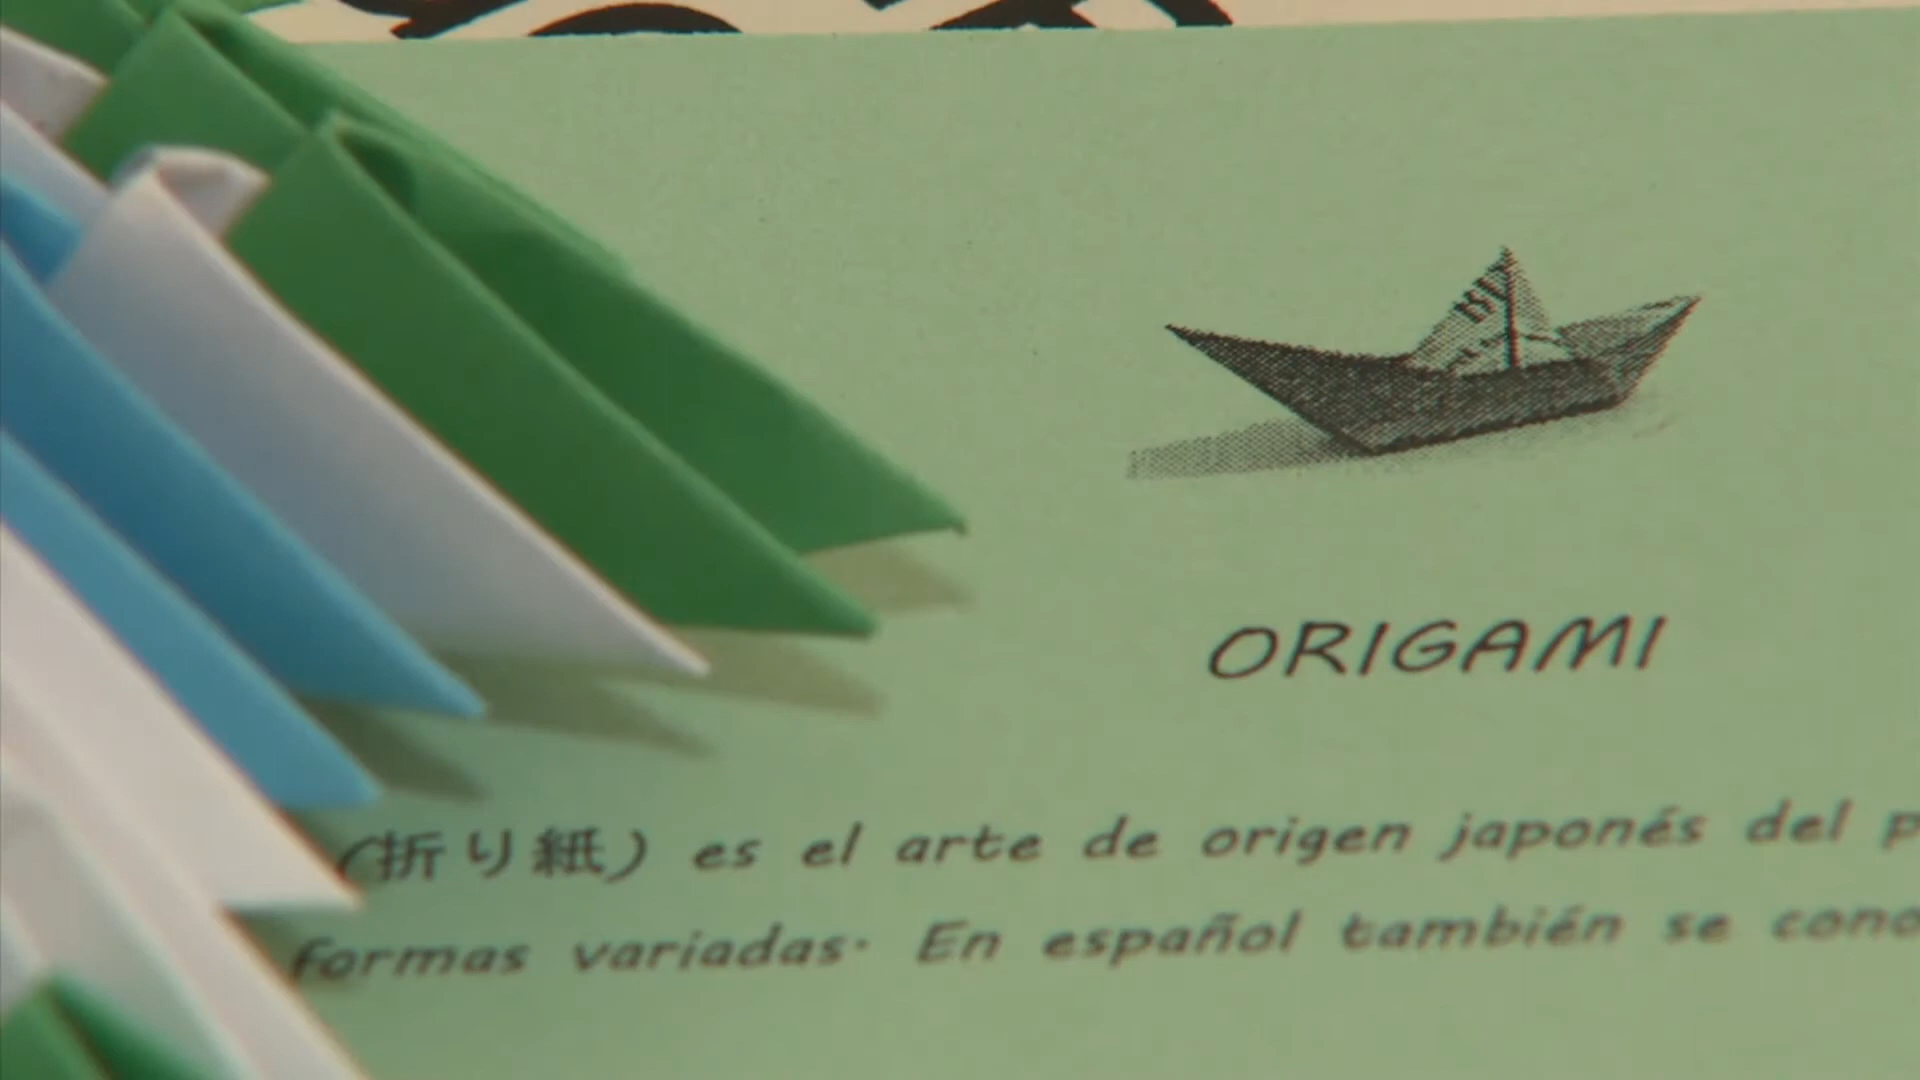 ORIGAMI
(折り紙) es el arte de origen japonés del
formas variadas· En español también se